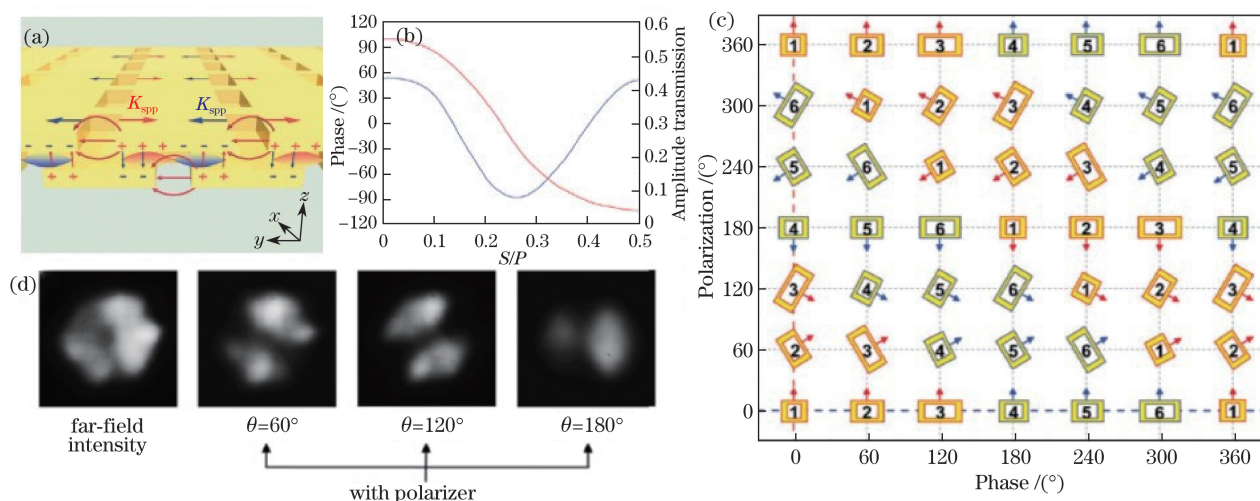 (a)
K_spp
K_spp
z
x
y
(b)
Phase /(°)
120
90
60
30
0
−30
−60
−90
−120
0
0.1
0.2
0.3
0.4
0.5
S/P
0.6
0.5
0.4
0.3
0.2
0.1
0
Amplitude transmission
(c)
Polarization /(°)
360 1 2 3 4 5 6 1
300 6 1 2 3 4 5 6
240 5 6 1 2 3 4 5
180 4 5 6 1 2 3 4
120 3 4 5 6 1 2 3
60 2 3 4 5 6 1 2
0 1 2 3 4 5 6 1
0 60 120 180 240 300 360
Phase /(°)
(d)
far-field
intensity
θ=60°
θ=120°
θ=180°
with polarizer